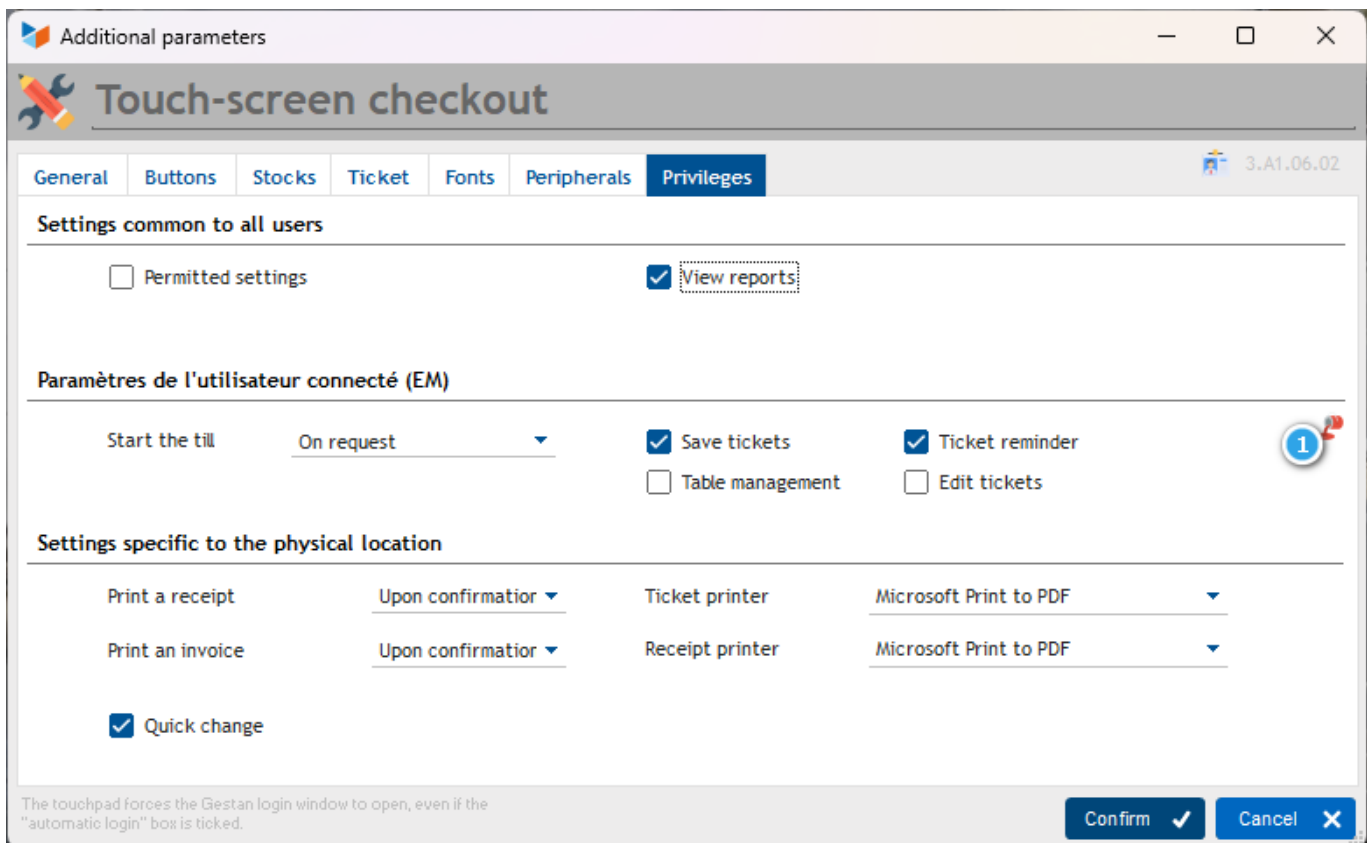 Additional parameters
Touch-screen checkout
General Buttons Stocks Ticket Fonts Peripherals Privileges
3.A1.06.02
Settings common to all users
Permitted settings View reports
Paramètres de l'utilisateur connecté (EM)
Start the till On request Save tickets Ticket reminder
1
Table management Edit tickets
Settings specific to the physical location
Print a receipt Upon confirmation Ticket printer Microsoft Print to PDF
Print an invoice Upon confirmation Receipt printer Microsoft Print to PDF
Quick change
The touchpad forces the Gestan login window to open, even if the
"automatic login" box is ticked.
Confirm Cancel